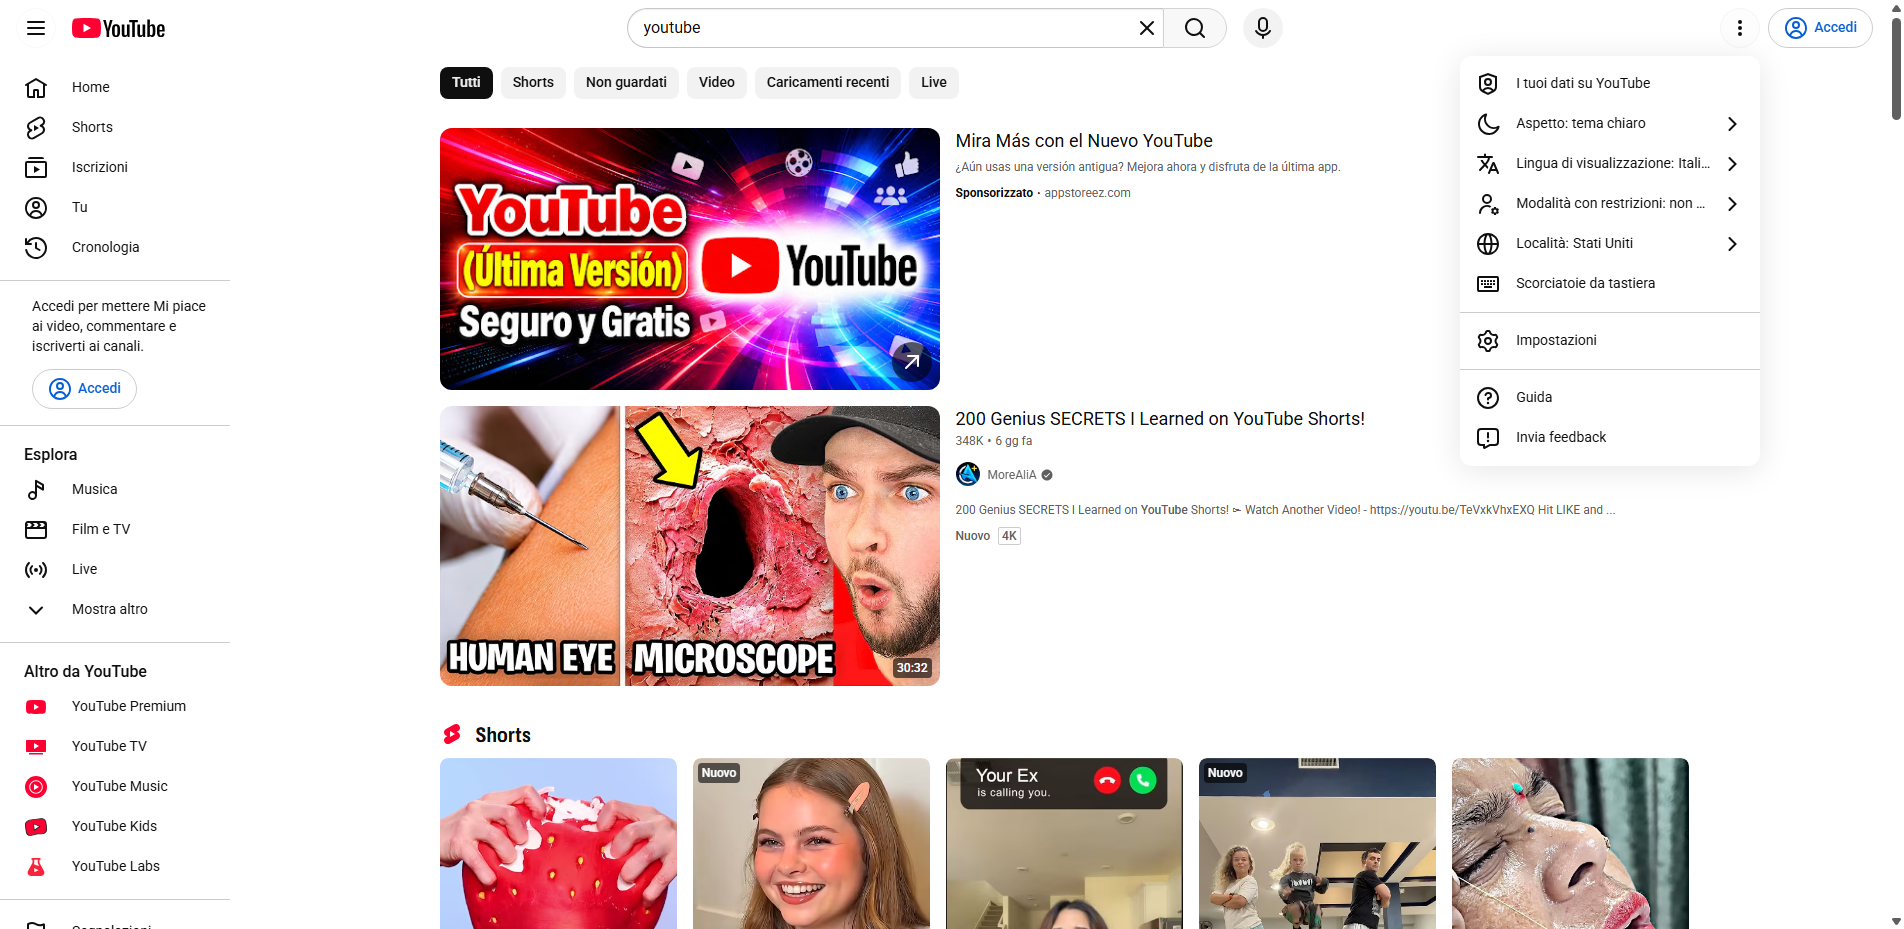 YouTube
youtube
Accedi
Home
Shorts
Iscrizioni
Tu
Cronologia
Accedi per mettere Mi piace
ai video, commentare e
iscriverti ai canali.
Accedi
Esplora
Musica
Film e TV
Live
Mostra altro
Altro da YouTube
YouTube Premium
YouTube TV
YouTube Music
YouTube Kids
YouTube Labs
Tutti
Shorts
Non guardati
Video
Caricamenti recenti
Live
YouTube
(Última Versión)
Seguro y Gratis
YouTube
Mira Más con el Nuevo YouTube
¿Aún usas una versión antigua? Mejora ahora y disfruta de la última app.
Sponsorizzato · appstoreez.com
HUMAN EYE
MICROSCOPE
30:32
200 Genius SECRETS I Learned on YouTube Shorts!
348K • 6 gg fa
MoreAliA
200 Genius SECRETS I Learned on YouTube Shorts! ➛ Watch Another Video! - https://youtu.be/TeVxkVhxEXQ Hit LIKE and ...
Nuovo 4K
Shorts
Nuovo
Your Ex
is calling you.
Nuovo
I tuoi dati su YouTube
Aspetto: tema chiaro
Lingua di visualizzazione: Itali...
Modalità con restrizioni: non ...
Località: Stati Uniti
Scorciatoie da tastiera
Impostazioni
Guida
Invia feedback